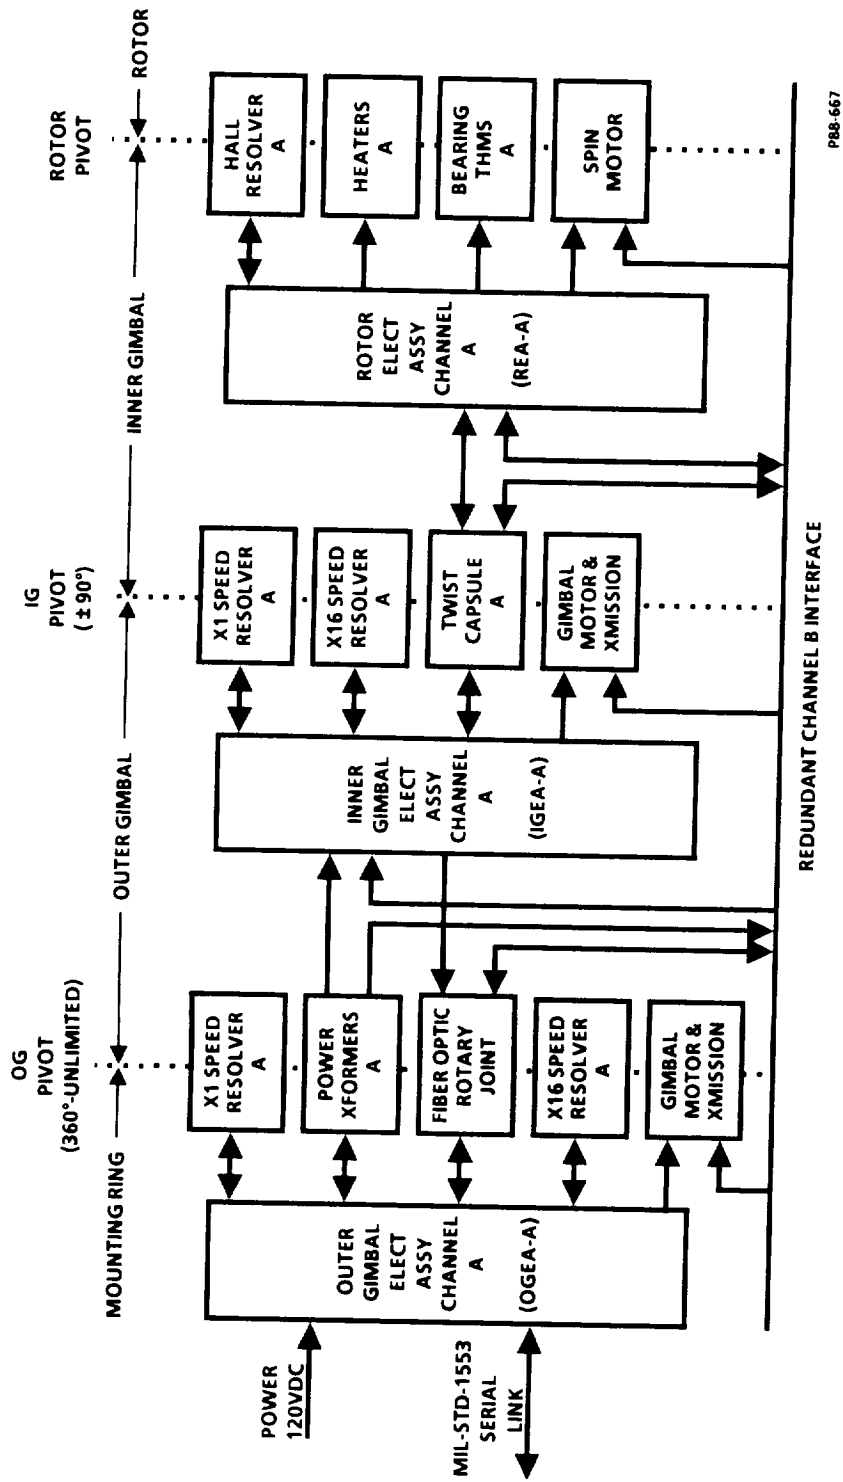 OG
PIVOT
(360°-UNLIMITED)
IG
PIVOT
(±90°)
ROTOR
PIVOT
MOUNTING RING
OUTER GIMBAL
INNER GIMBAL
ROTOR
POWER
120VDC
MIL-STD-1553
SERIAL
LINK
OUTER
GIMBAL
ELECT
ASSY
CHANNEL
A
(OGEA-A)
X1 SPEED
RESOLVER
A
POWER
XFORMERS
A
FIBER OPTIC
ROTARY
JOINT
X16 SPEED
RESOLVER
A
GIMBAL
MOTOR &
XMISSION
INNER
GIMBAL
ELECT
ASSY
CHANNEL
A
(IGEA-A)
X1 SPEED
RESOLVER
A
X16 SPEED
RESOLVER
A
TWIST
CAPSULE
A
GIMBAL
MOTOR &
XMISSION
ROTOR
ELECT
ASSY
CHANNEL
A
(REA-A)
HALL
RESOLVER
A
HEATERS
A
BEARING
THMS
A
SPIN
MOTOR
REDUNDANT CHANNEL B INTERFACE
P88-667